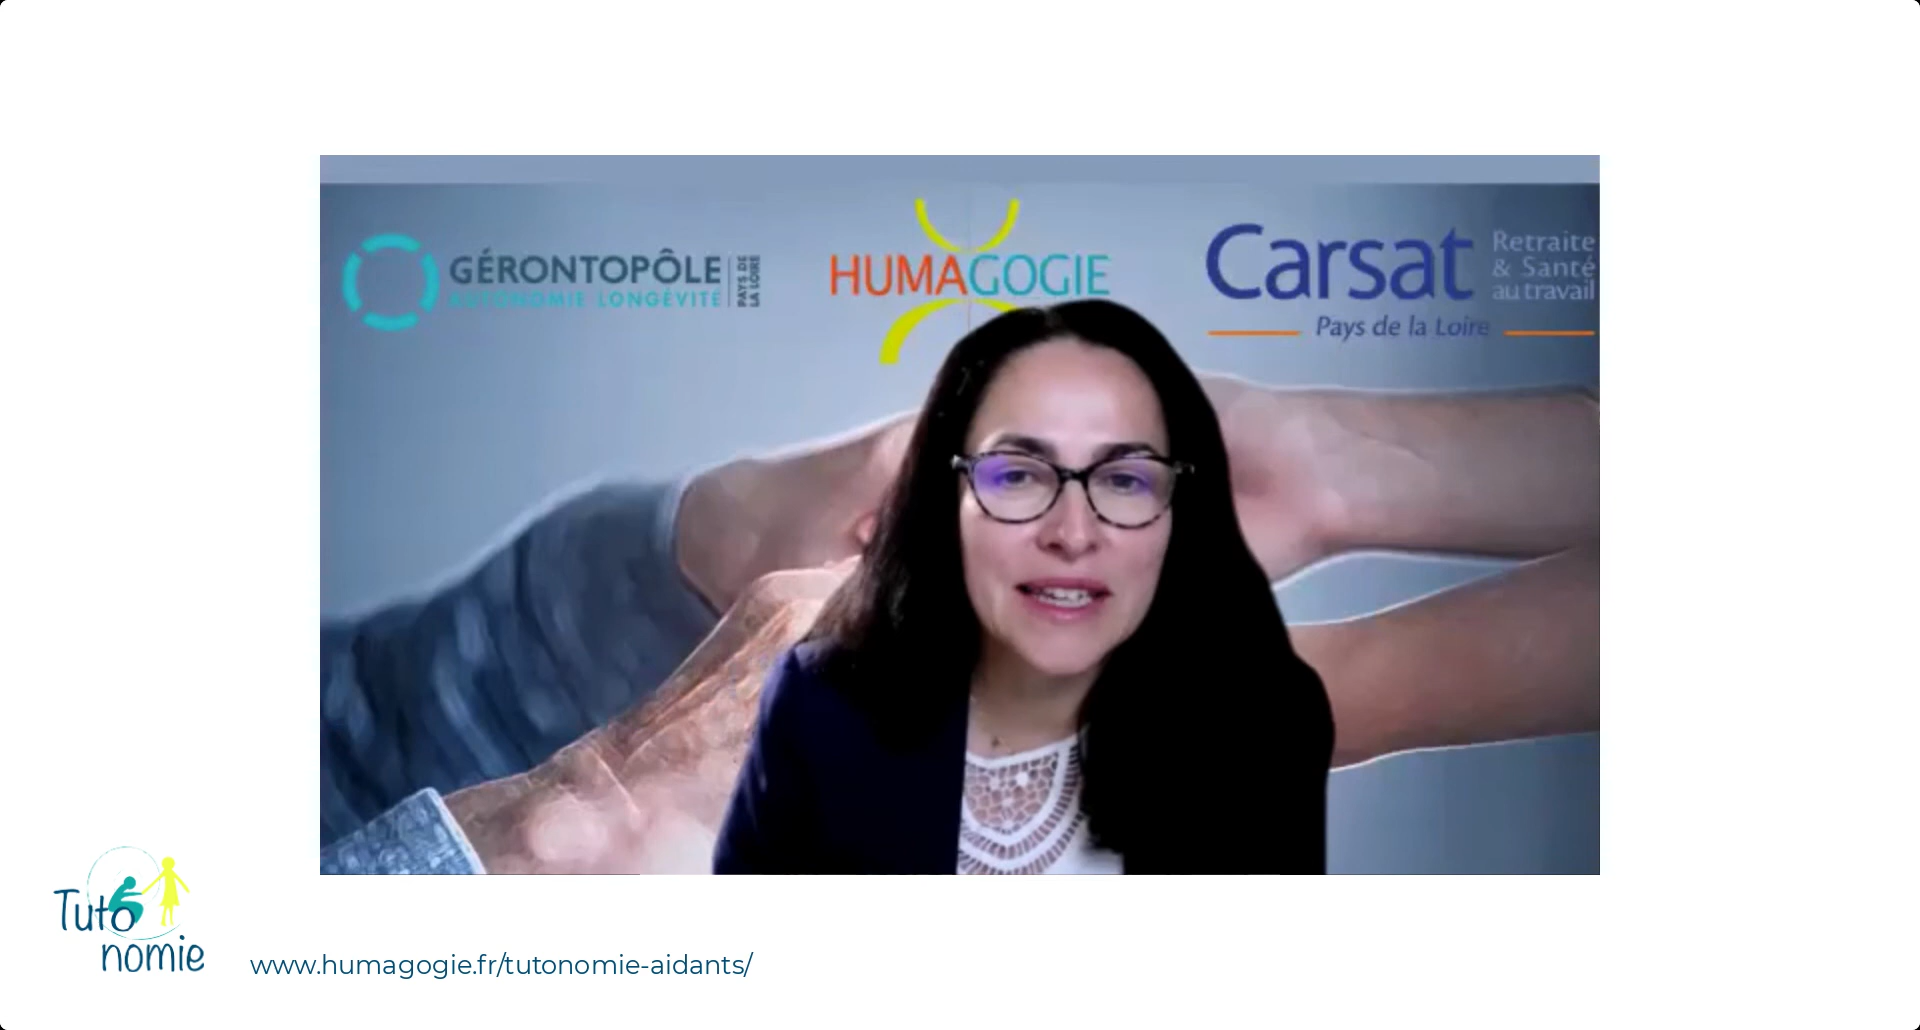 GÉRONTOPÔLE
AUTONOMIE LONGÉVITÉ
PAYS DE
LA LOIRE
HUMAGOGIE
Carsat
Retraite
& Santé
au travail
Pays de la Loire
Tuto
nomie
www.humagogie.fr/tutonomie-aidants/